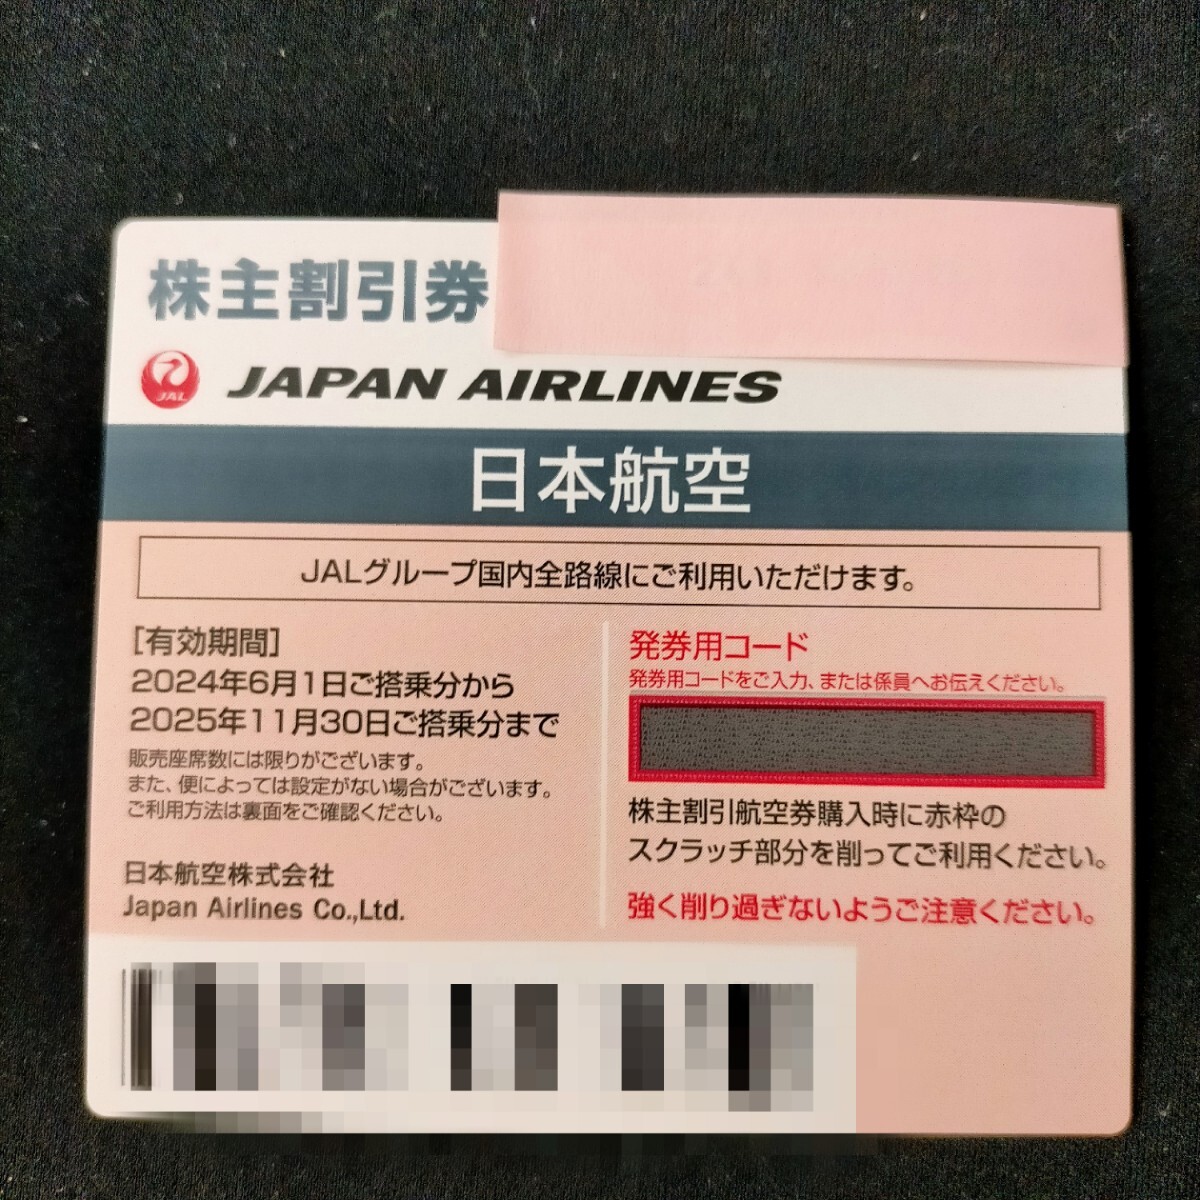 株主割引券
JAL
JAPAN AIRLINES
日本航空
JALグループ国内全路線にご利用いただけます。
[有効期間]
2024年6月1日ご搭乗分から
2025年11月30日ご搭乗分まで
販売座席数には限りがございます。
また、便によっては設定がない場合がございます。
ご利用方法は裏面をご確認ください。
日本航空株式会社
Japan Airlines Co.,Ltd.
発券用コード
発券用コードをご入力、または係員へお伝えください。
株主割引航空券購入時に赤枠の
スクラッチ部分を削ってご利用ください。
強く削り過ぎないようご注意ください。